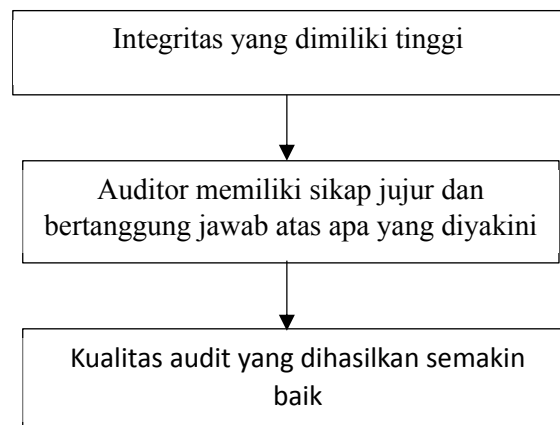 Integritas yang dimiliki tinggi
Auditor memiliki sikap jujur dan
bertanggung jawab atas apa yang diyakini
Kualitas audit yang dihasilkan semakin
baik